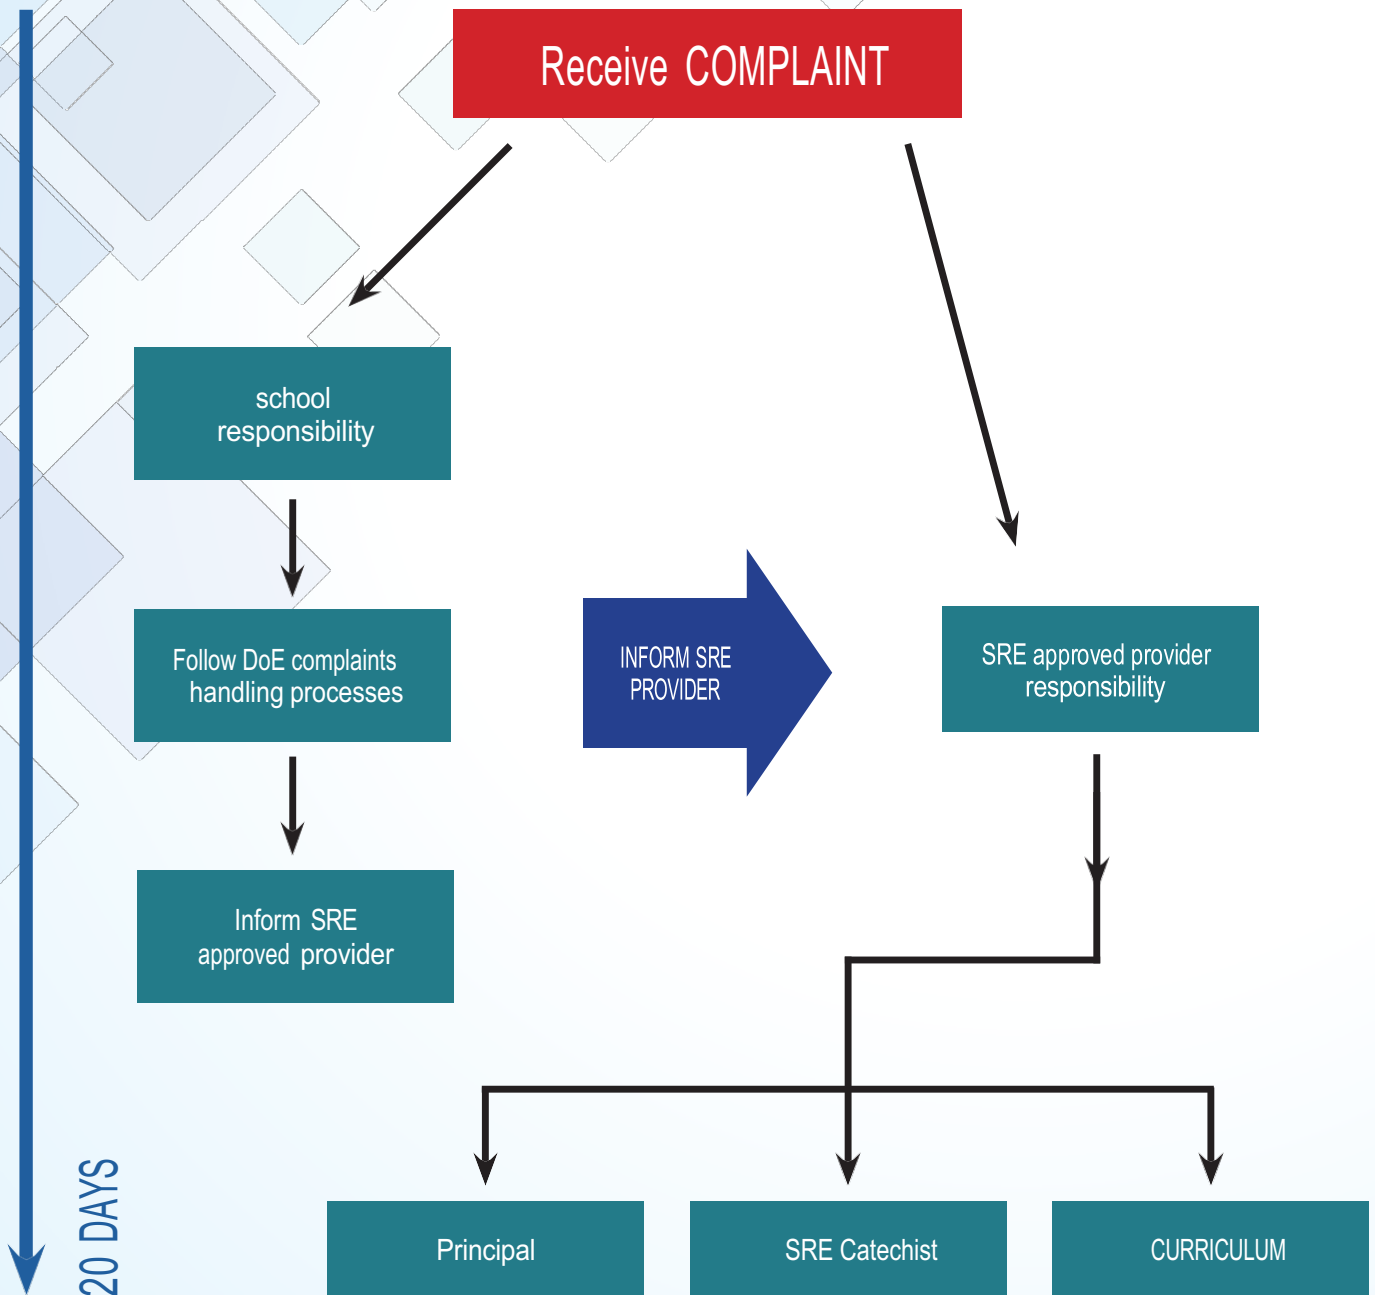 Receive COMPLAINT
school
responsibility
Follow DoE complaints
handling processes
INFORM SRE
PROVIDER
SRE approved provider
responsibility
Inform SRE
approved provider
20 DAYS
Principal
SRE Catechist
CURRICULUM